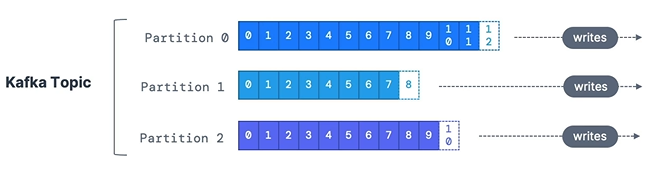 Kafka Topic
Partition 0 0 1 2 3 4 5 6 7 8 9 10 11 12 writes
Partition 1 0 1 2 3 4 5 6 7 8 writes
Partition 2 0 1 2 3 4 5 6 7 8 9 10 writes